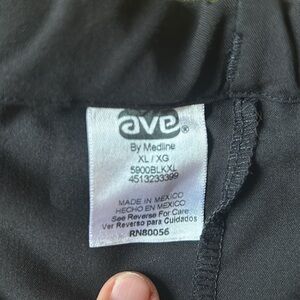 ave®
By Medline
XL / XG
5900BLKXL
4513233399
MADE IN MEXICO
HECHO EN MEXICO
See Reverse For Care
Ver Reverso para Cuidados
RN80056